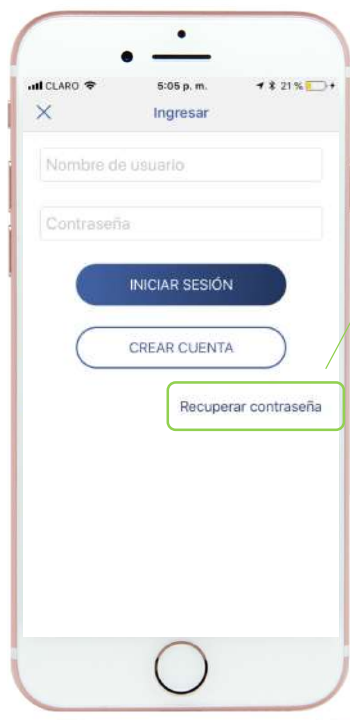 CLARO 5:05 p. m. 21 %
Ingresar
Nombre de usuario
Contraseña
INICIAR SESIÓN
CREAR CUENTA
Recuperar contraseña